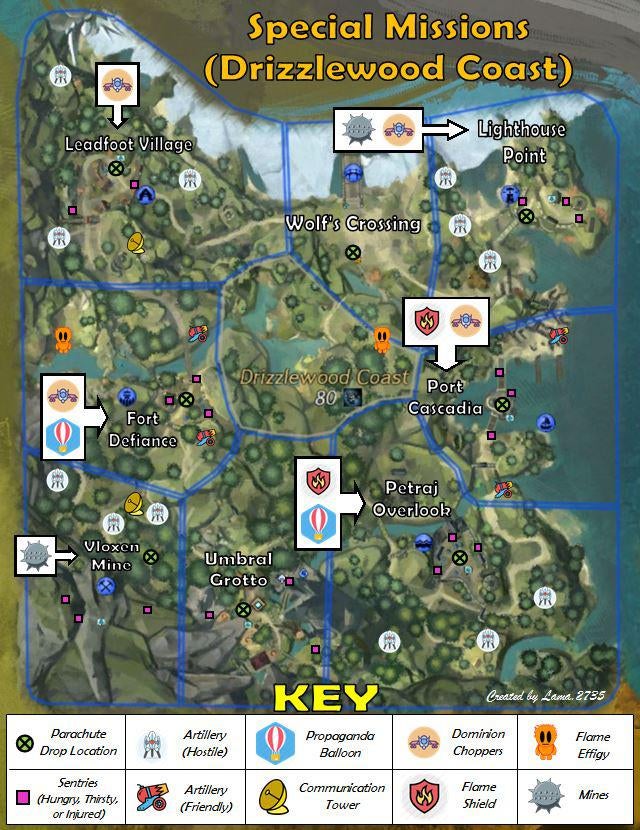 Special Missions
(Drizzlewood Coast)
Leadfoot Village
Lighthouse
Point
Wolf's Crossing
Drizzlewood Coast
80
Port
Cascadia
Fort
Defiance
Petraj
Overlook
Vloxen
Mine
Umbral
Grotto
KEY
Created by Lama.2735
Parachute
Drop Location
Artillery
(Hostile)
Propaganda
Balloon
Dominion
Choppers
Flame
Effigy
Sentries
(Hungry, Thirsty,
or Injured)
Artillery
(Friendly)
Communication
Tower
Flame
Shield
Mines